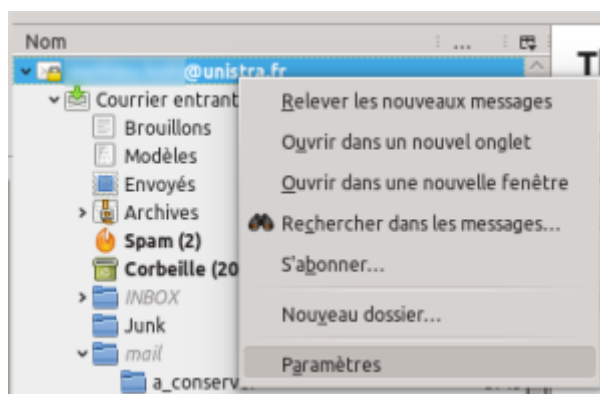 Nom ...
@unistra.fr
Courrier entrant
Brouillons
Modèles
Envoyés
Archives
Spam (2)
Corbeille (20
INBOX
Junk
mail
a_conserver
Relever les nouveaux messages
Ouvrir dans un nouvel onglet
Ouvrir dans une nouvelle fenêtre
Rechercher dans les messages...
S'abonner...
Nouveau dossier...
Paramètres